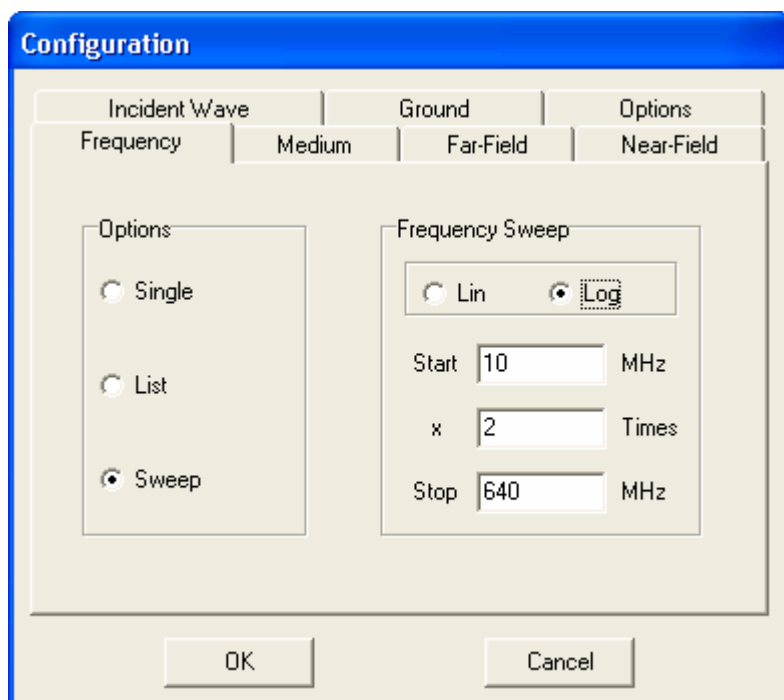 Configuration
Incident Wave Ground Options
Frequency Medium Far-Field Near-Field
Options
Single
List
Sweep
Frequency Sweep
Lin Log
Start 10 MHz
x 2 Times
Stop 640 MHz
OK Cancel